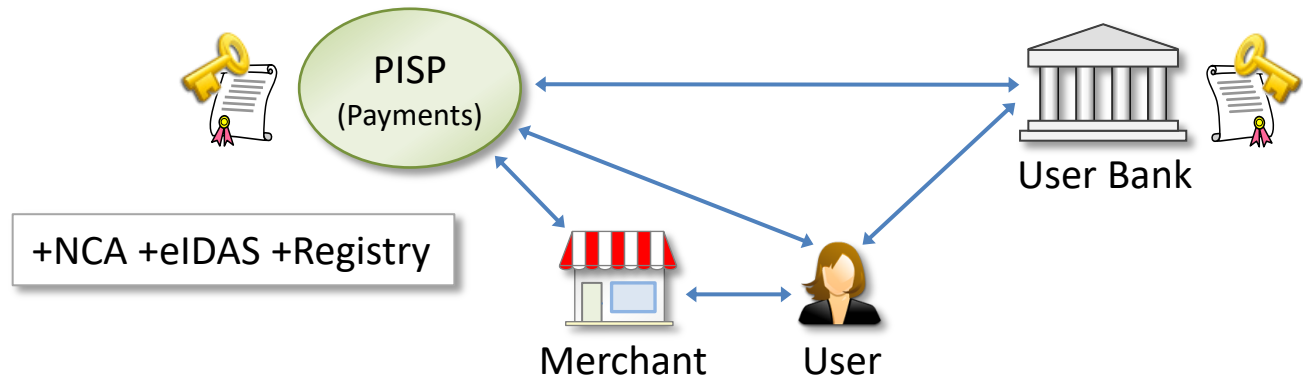 PISP
(Payments)
User Bank
+NCA +eIDAS +Registry
Merchant
User